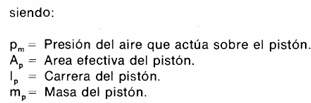 siendo:
pm = Presión del aire que actúa sobre el pistón.
Ap = Area efectiva del pistón.
lp = Carrera del pistón.
mp = Masa del pistón.